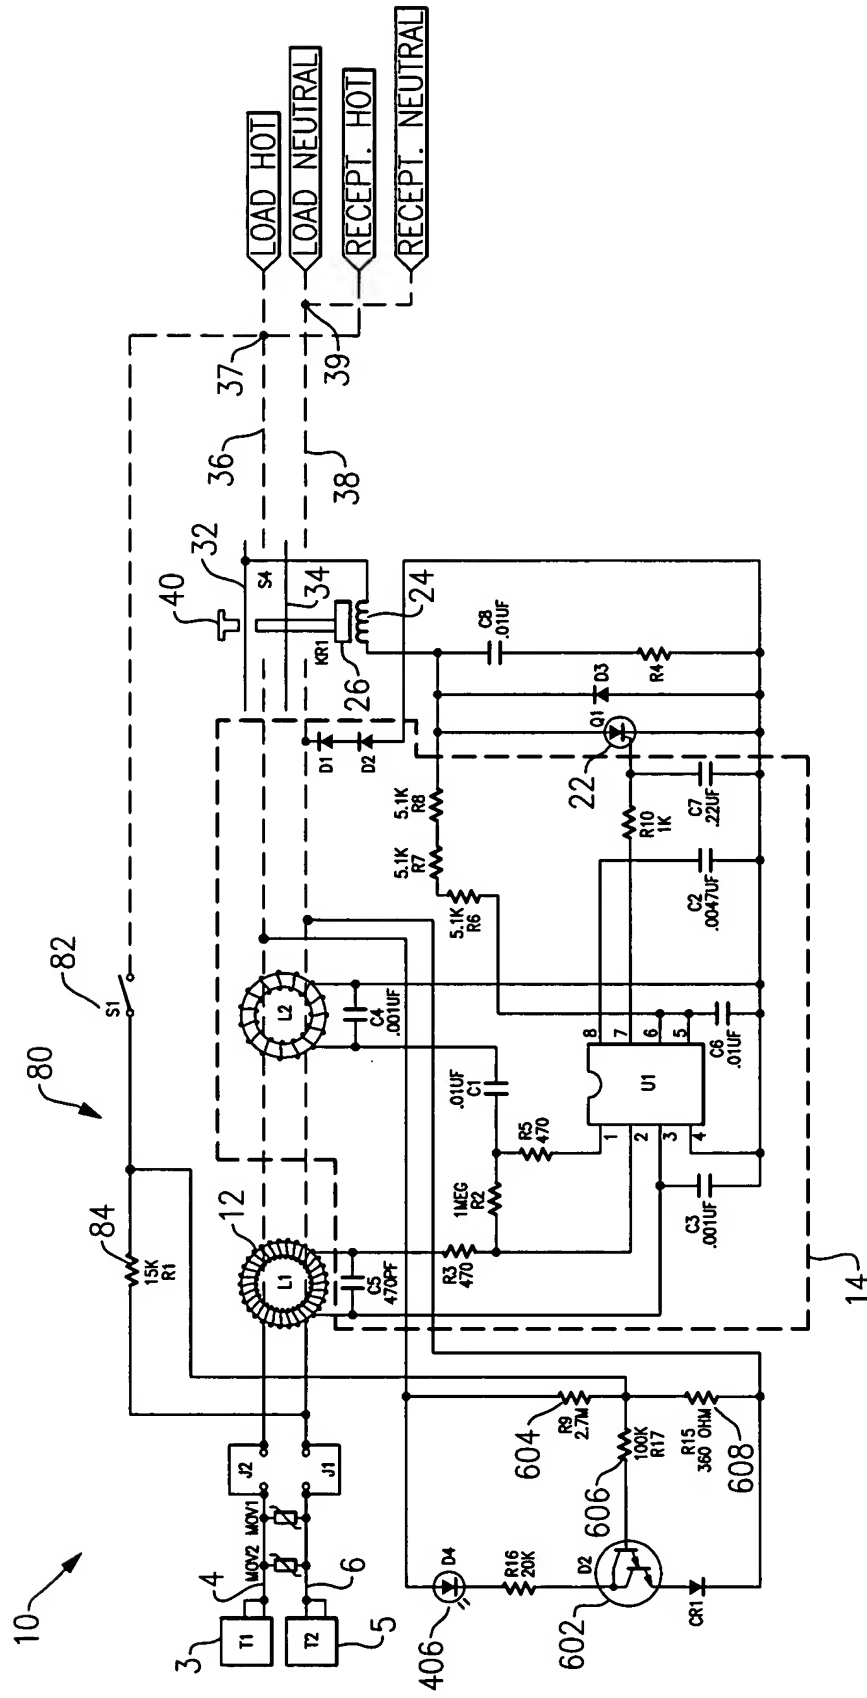 10
80
82
84
40
32
36
37
39
38
34
24
26
12
14
22
3
4
5
6
406
602
604
606
608
LOAD HOT
LOAD NEUTRAL
RECEPT. HOT
RECEPT. NEUTRAL
S1
15K
R1
T1
T2
MOV2
MOV1
J2
J1
L1
L2
C5
470PF
C4
.001UF
S4
KR1
D1
D2
R3
470
1MEG
R2
.01UF
C1
R5
470
5.1K
R6
5.1K
R7
5.1K
R8
C8
.01UF
D3
R4
Q1
R10
1K
C7
.22UF
C2
.0047UF
C6
.01UF
C3
.001UF
U1
1
2
3
4
5
6
7
8
D4
R16
20K
D2
CR1
R9
2.7M
100K
R17
R15
360 OHM